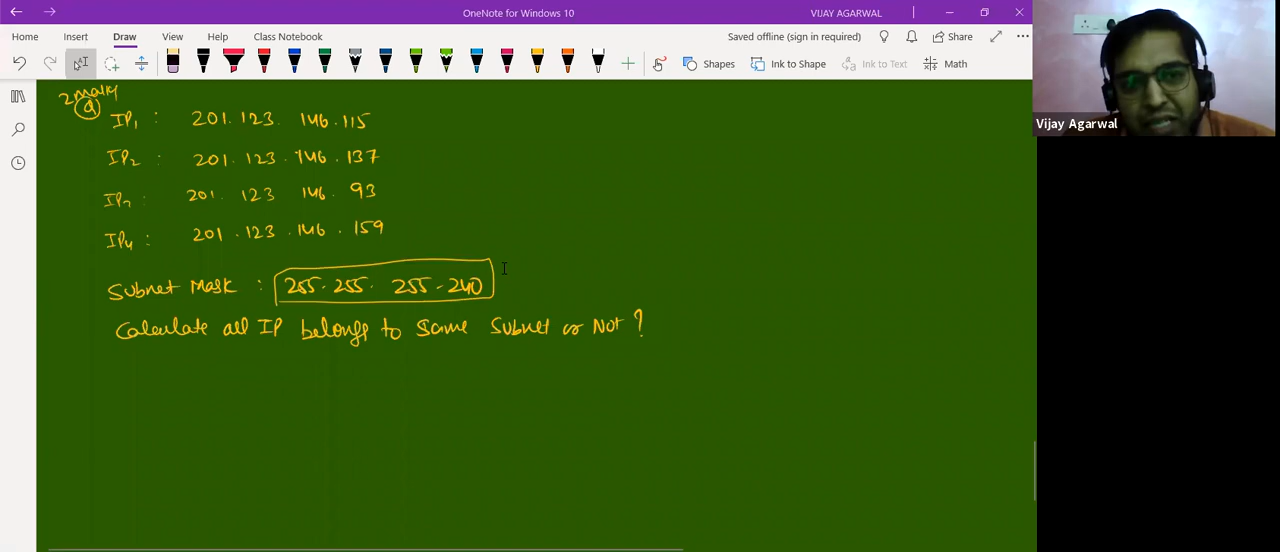 OneNote for Windows 10
VIJAY AGARWAL
Home Insert Draw View Help Class Notebook
Saved offline (sign in required) Share
Shapes Ink to Shape Ink to Text Math
2 mark
Q
IP1 : 201.123. 146.115
IP2 : 201.123.146.137
IP3 : 201. 123 146. 93
IP4 : 201.123.146.159
Subnet Mask : 255.255. 255.240
Calculate all IP belongs to same subnet or Not ?
Vijay Agarwal